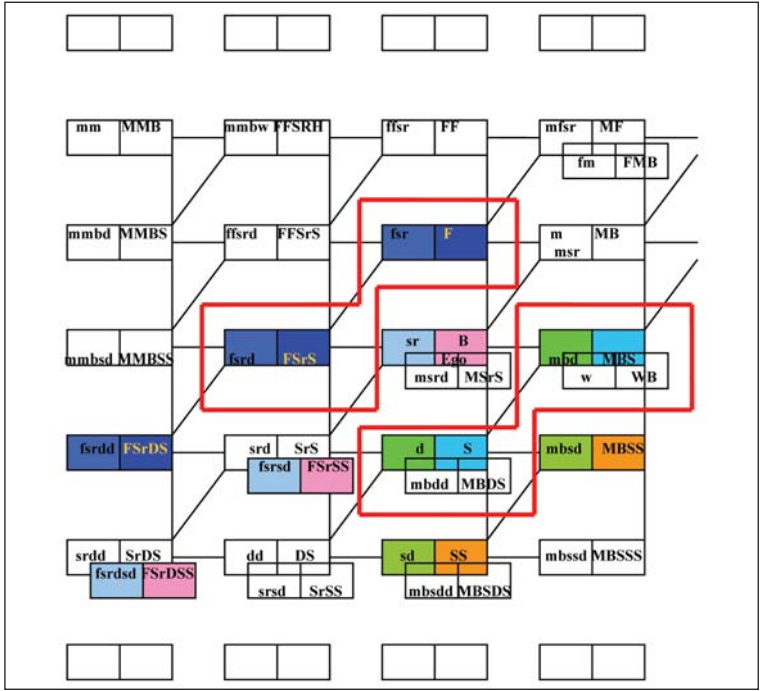 mm MMB mmbw FFSRH ffsr FF mfsr MF
fm FMB
mmbd MMBS ffsrd FFSrS fsr F m MB
msr
sr B
mmbsd MMBSS fsrd FSrS Ego mbd MBS
msrd MSrS w WB
fsrdd FSrDS srd SrS d S mbsd MBSS
fsrsd FSrSS mbdd MBDS
srdd SrDS dd DS sd SS mbssd MBSSS
fsrdsd FSrDSS srsd SrSS mbsdd MBSDS